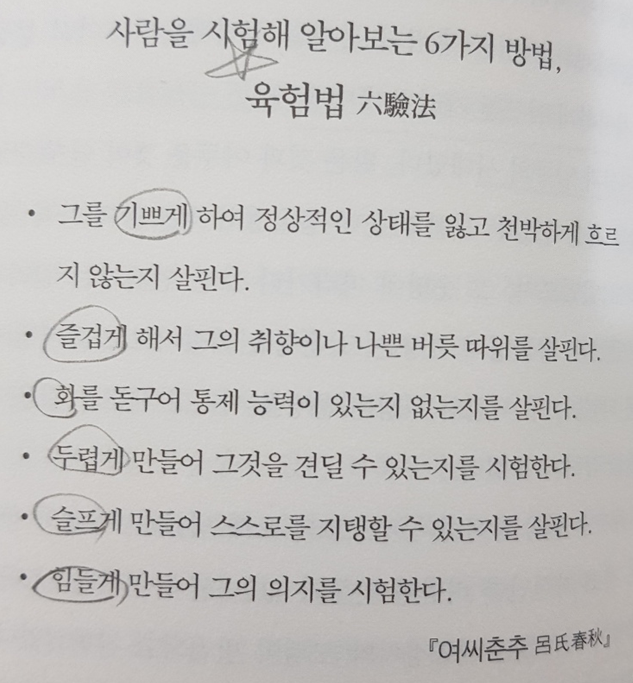 사람을 시험해 알아보는 6가지 방법,
육험법 六驗法
• 그를 기쁘게 하여 정상적인 상태를 잃고 천박하게 흐르
지 않는지 살핀다.
• 즐겁게 해서 그의 취향이나 나쁜 버릇 따위를 살핀다.
• 화를 돋구어 통제 능력이 있는지 없는지를 살핀다.
• 두렵게 만들어 그것을 견딜 수 있는지를 시험한다.
• 슬프게 만들어 스스로를 지탱할 수 있는지를 살핀다.
• 힘들게 만들어 그의 의지를 시험한다.
『여씨춘추 呂氏春秋』